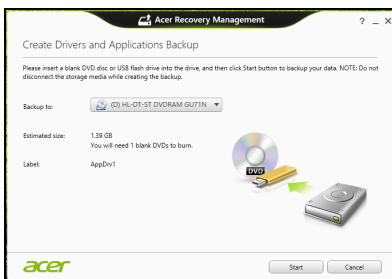 Acer Recovery Management
? _ ×
Create Drivers and Applications Backup
Please insert a blank DVD disc or USB flash drive into the drive, and then click Start button to backup your data. NOTE: Do not
disconnect the storage media while creating the backup.
Backup to: (D) HL-DT-ST DVDRAM GU71N
Estimated size: 1.39 GB
You will need 1 blank DVDs to burn.
Label: AppDrv1
DVD
acer
Start Cancel